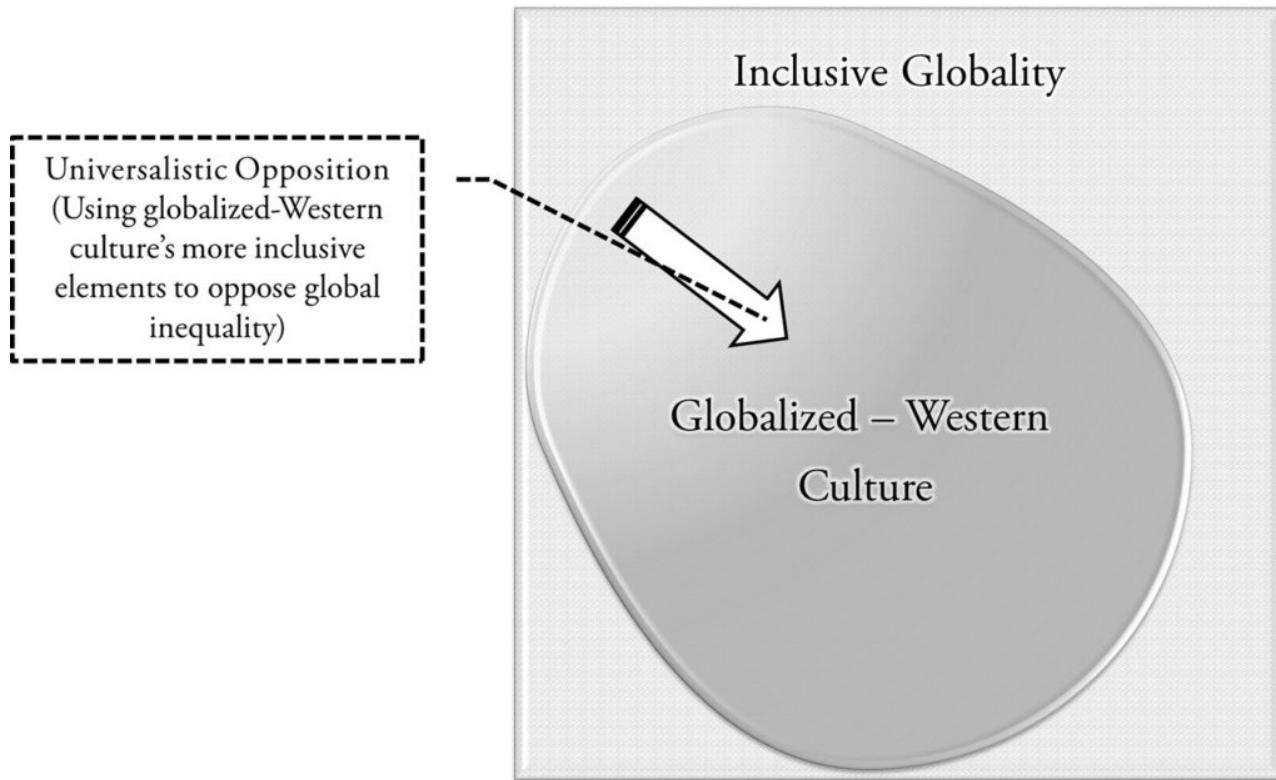 Inclusive Globality
Universalistic Opposition
(Using globalized-Western
culture’s more inclusive
elements to oppose global
inequality)
Globalized – Western
Culture